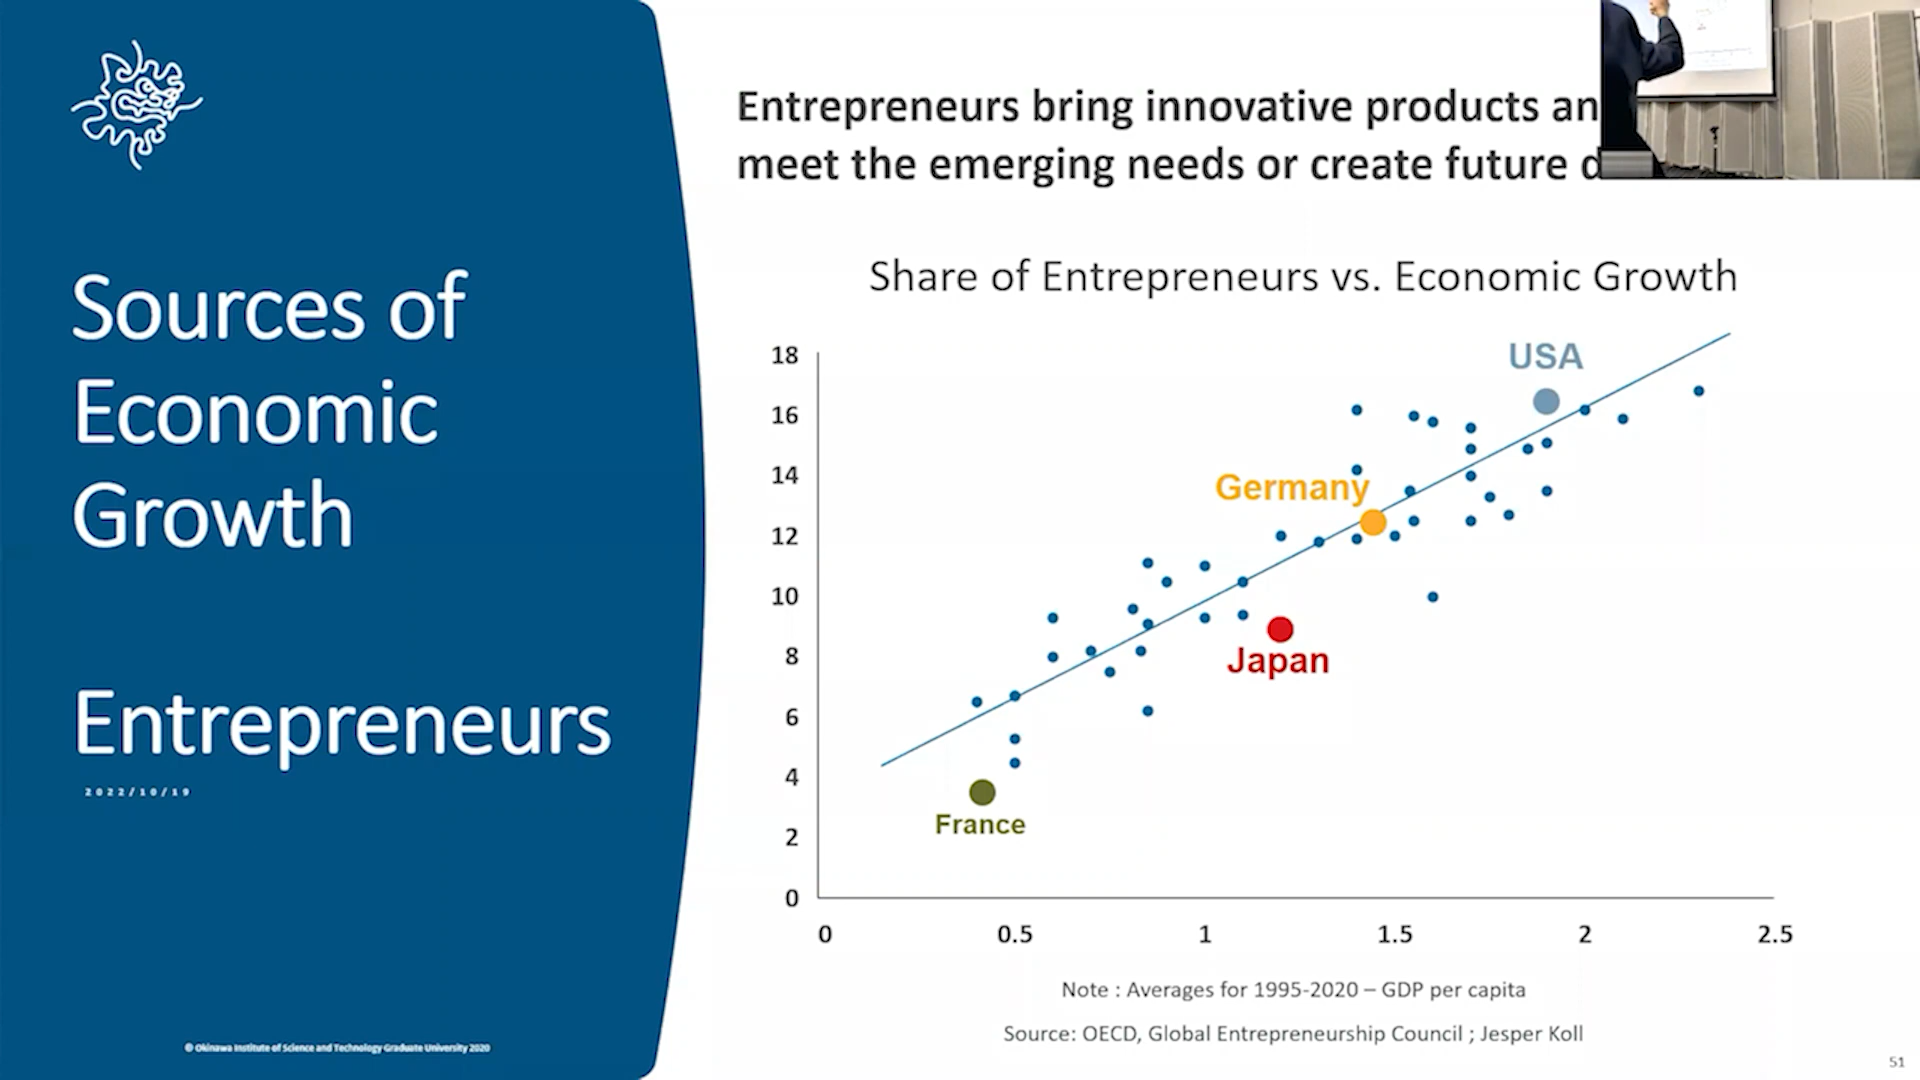 Sources of
Economic
Growth
Entrepreneurs
2022/10/19
© Okinawa Institute of Science and Technology Graduate University 2020
Entrepreneurs bring innovative products an
meet the emerging needs or create future d
Share of Entrepreneurs vs. Economic Growth
18
16
14
12
10
8
6
4
2
0
USA
Germany
Japan
France
0 0.5 1 1.5 2 2.5
Note : Averages for 1995-2020 – GDP per capita
Source: OECD, Global Entrepreneurship Council ; Jesper Koll
51